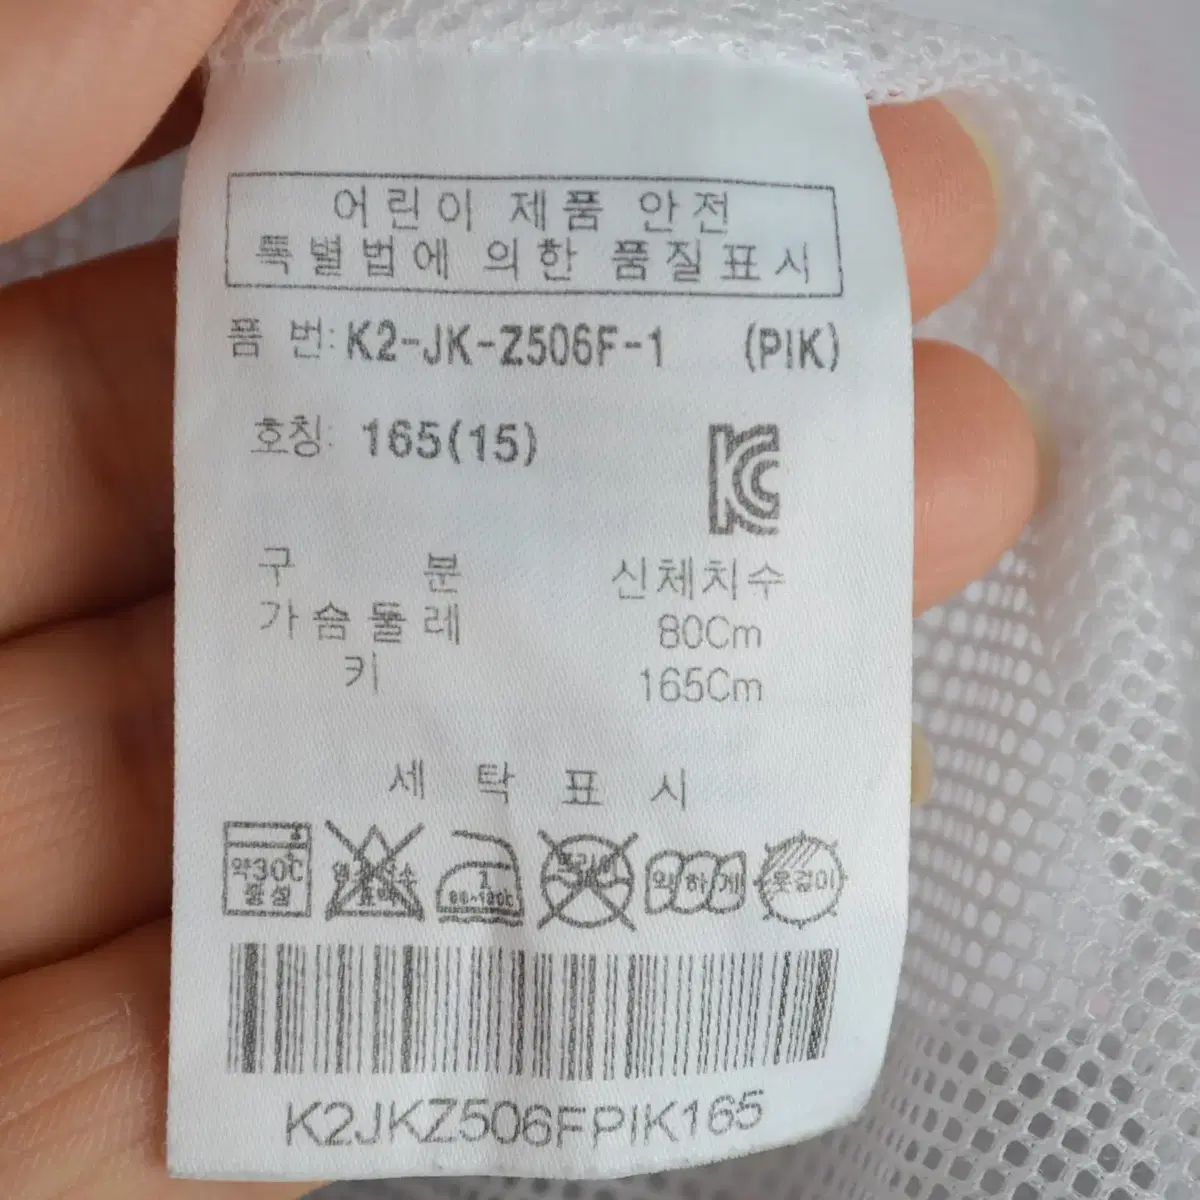 어린이 제품 안전
특별법에 의한 품질표시
품 번: K2-JK-Z506F-1 (PIK)
호칭: 165(15)
KC
구 분 신체치수
가슴둘레 80Cm
키 165Cm
세 탁 표 시
약30℃
중성
1
80~120℃
약하게
옷걸이
K2JKZ506FPIK165